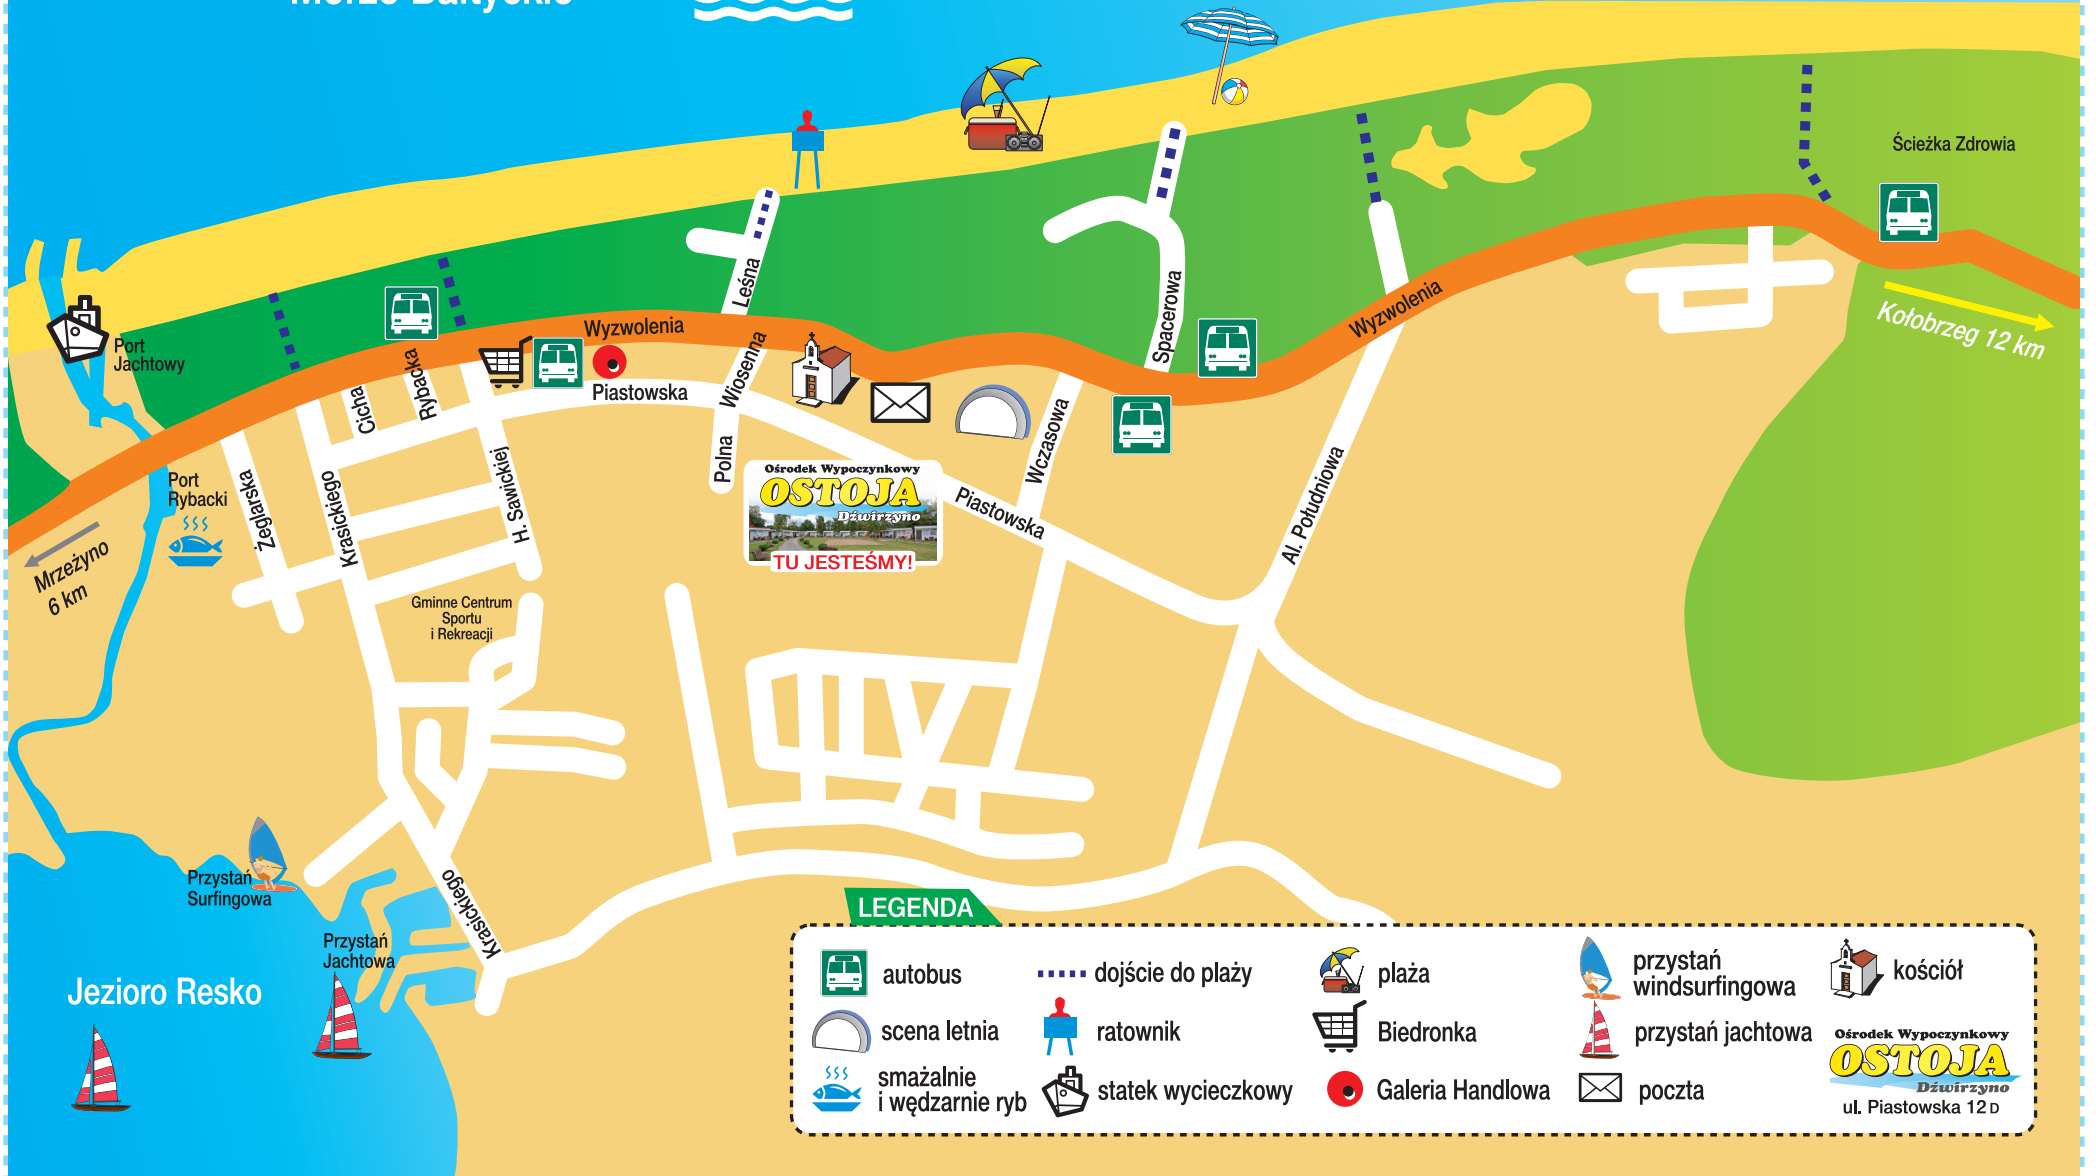 Morze Bałtyckie
Ścieżka Zdrowia
Kołobrzeg 12 km
Port
Jachtowy
Leśna
Wyzwolenia
Spacerowa
Wyzwolenia
Cicha
Rybacka
Piastowska
Wiosenna
Polna
Wczasowa
Port
Rybacki
Żeglarska
Krasickiego
H. Sawickiej
Ośrodek Wypoczynkowy
OSTOJA
Dźwirzyno
TU JESTEŚMY!
Piastowska
Al. Południowa
Mrzeżyno
6 km
Gminne Centrum
Sportu
i Rekreacji
Przystań
Surfingowa
Krasickiego
Przystań
Jachtowa
Jezioro Resko
LEGENDA
autobus
dojście do plaży
plaża
przystań
windsurfingowa
kościół
scena letnia
ratownik
Biedronka
przystań jachtowa
smażalnie
i wędzarnie ryb
statek wycieczkowy
Galeria Handlowa
poczta
Ośrodek Wypoczynkowy
OSTOJA
Dźwirzyno
ul. Piastowska 12 D